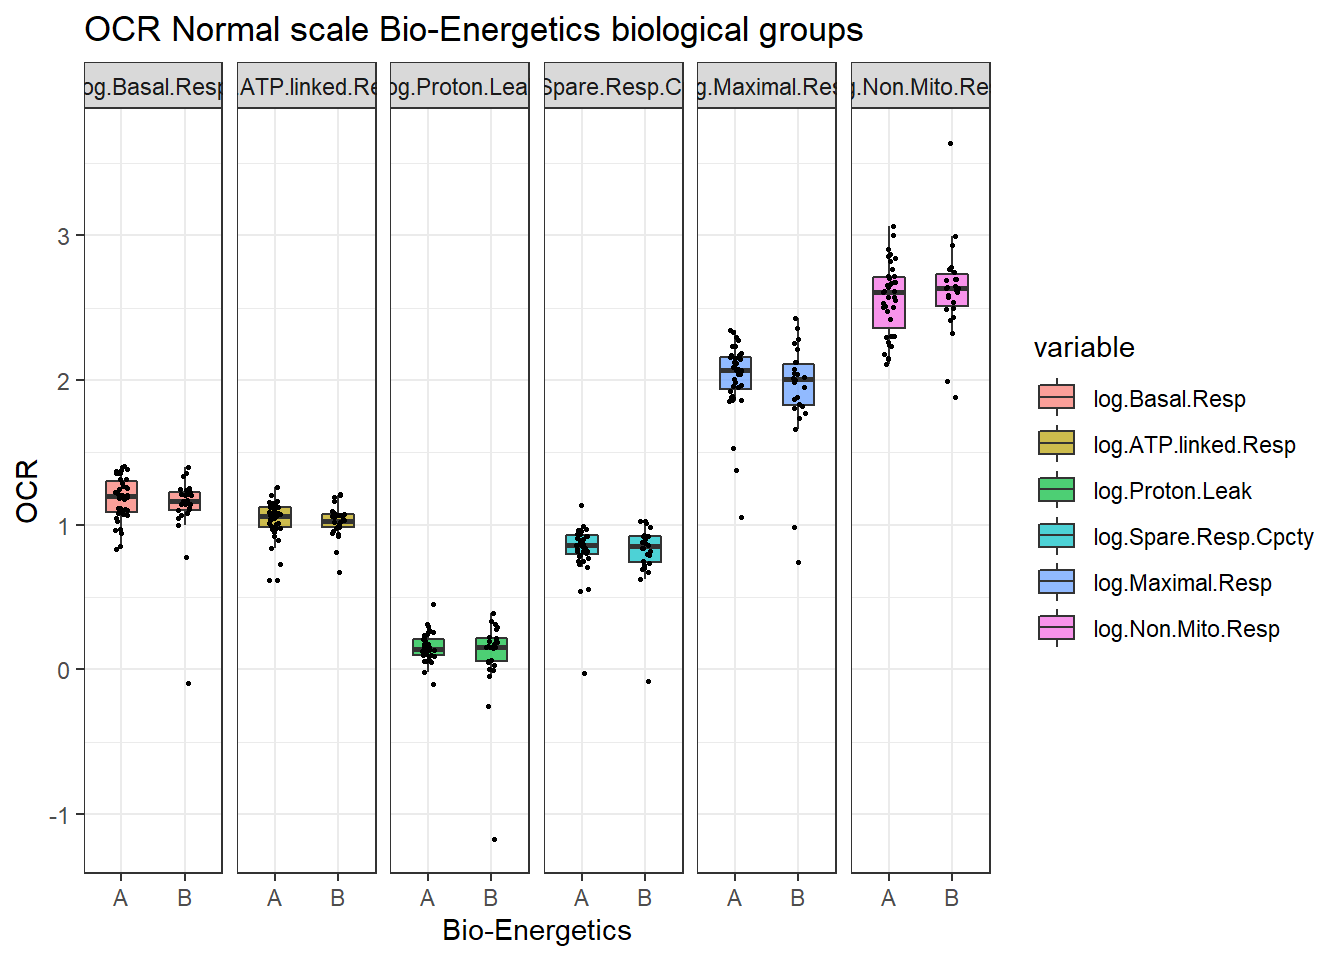 OCR Normal scale Bio-Energetics biological groups
og.Basal.Resp
.ATP.linked.Re
og.Proton.Lea
Spare.Resp.C
g.Maximal.Res
g.Non.Mito.Re
3
2
1
0
-1
OCR
A B A B A B A B A B A B
Bio-Energetics
variable
log.Basal.Resp
log.ATP.linked.Resp
log.Proton.Leak
log.Spare.Resp.Cpcty
log.Maximal.Resp
log.Non.Mito.Resp